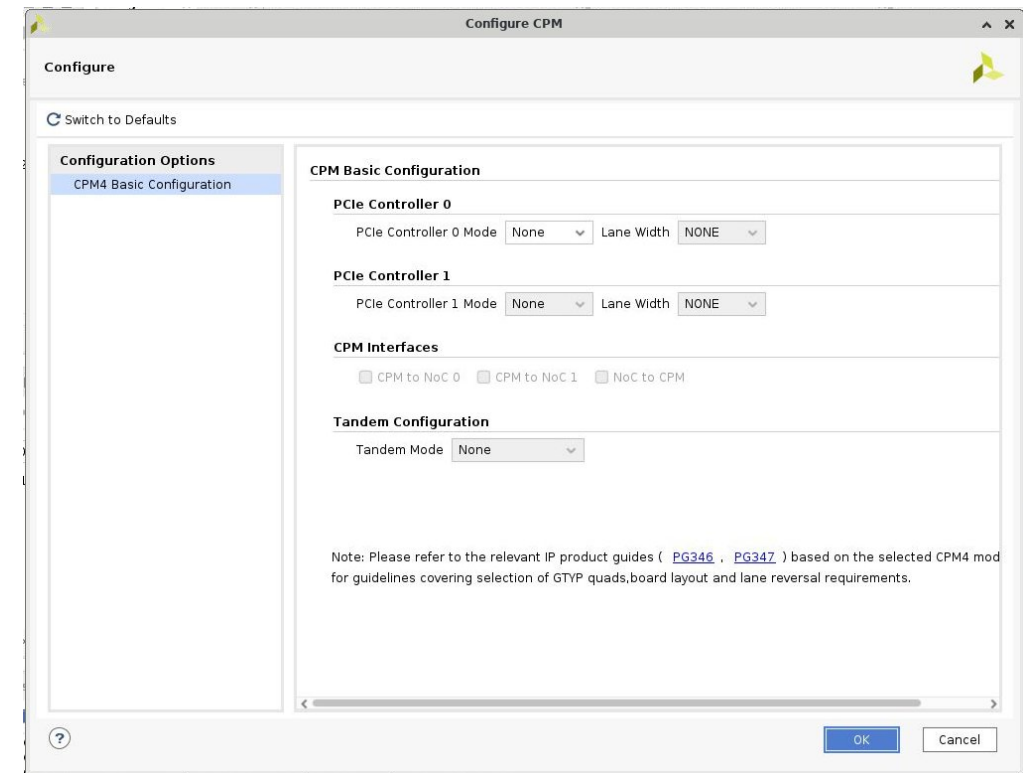 Configure CPM
Configure
Switch to Defaults
Configuration Options
CPM4 Basic Configuration
CPM Basic Configuration
PCIe Controller 0
PCIe Controller 0 Mode None Lane Width NONE
PCIe Controller 1
PCIe Controller 1 Mode None Lane Width NONE
CPM Interfaces
CPM to NoC 0 CPM to NoC 1 NoC to CPM
Tandem Configuration
Tandem Mode None
Note: Please refer to the relevant IP product guides ( PG346 , PG347 ) based on the selected CPM4 mod
for guidelines covering selection of GTYP quads,board layout and lane reversal requirements.
? OK Cancel